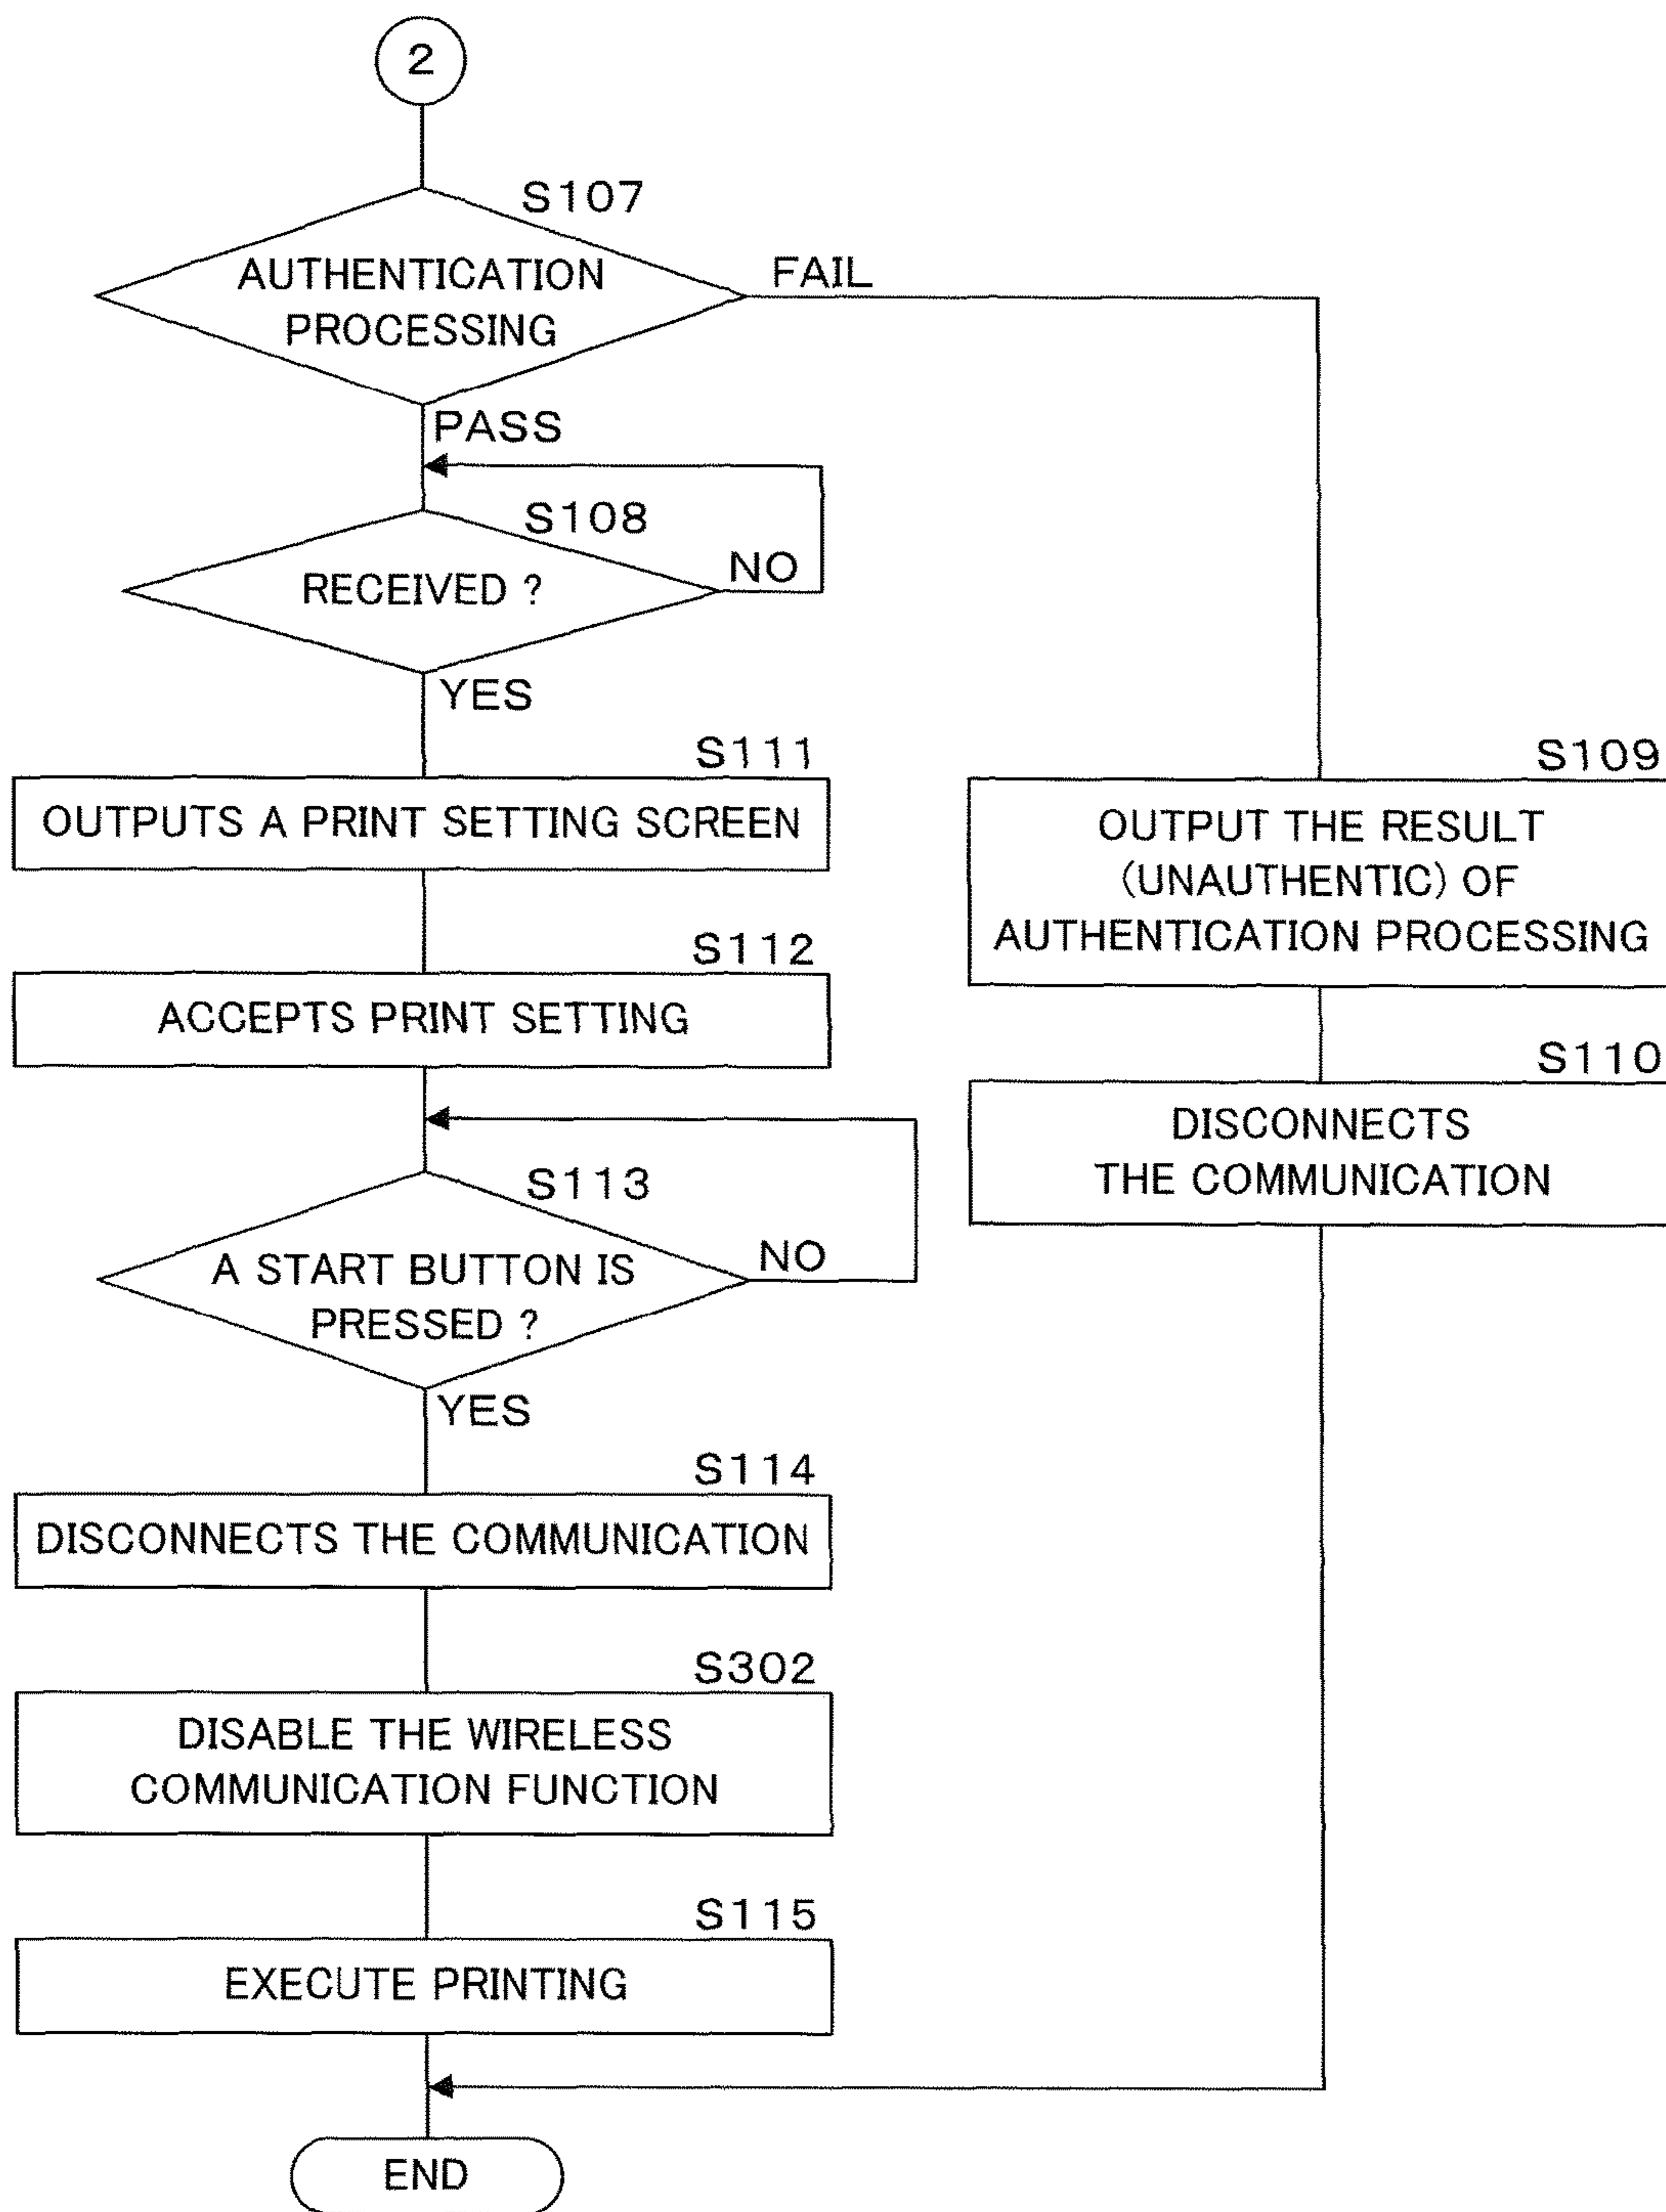 2
S107
AUTHENTICATION
PROCESSING
FAIL
PASS
S108
RECEIVED ?
NO
YES
S111
OUTPUTS A PRINT SETTING SCREEN
S109
OUTPUT THE RESULT
(UNAUTHENTIC) OF
AUTHENTICATION PROCESSING
S112
ACCEPTS PRINT SETTING
S110
DISCONNECTS
THE COMMUNICATION
S113
A START BUTTON IS
PRESSED ?
NO
YES
S114
DISCONNECTS THE COMMUNICATION
S302
DISABLE THE WIRELESS
COMMUNICATION FUNCTION
S115
EXECUTE PRINTING
END